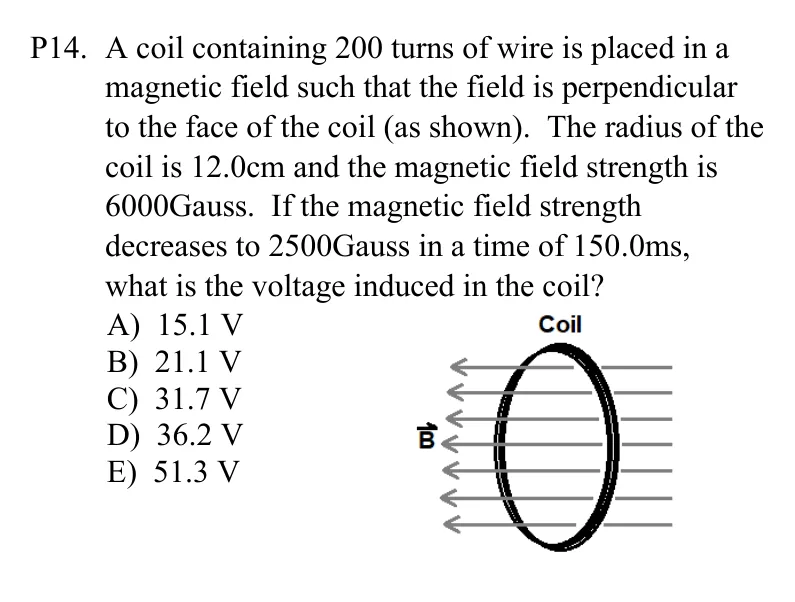 P14. A coil containing 200 turns of wire is placed in a
magnetic field such that the field is perpendicular
to the face of the coil (as shown). The radius of the
coil is 12.0cm and the magnetic field strength is
6000Gauss. If the magnetic field strength
decreases to 2500Gauss in a time of 150.0ms,
what is the voltage induced in the coil?
A) 15.1 V
B) 21.1 V
C) 31.7 V
D) 36.2 V
E) 51.3 V
Coil
B⃗